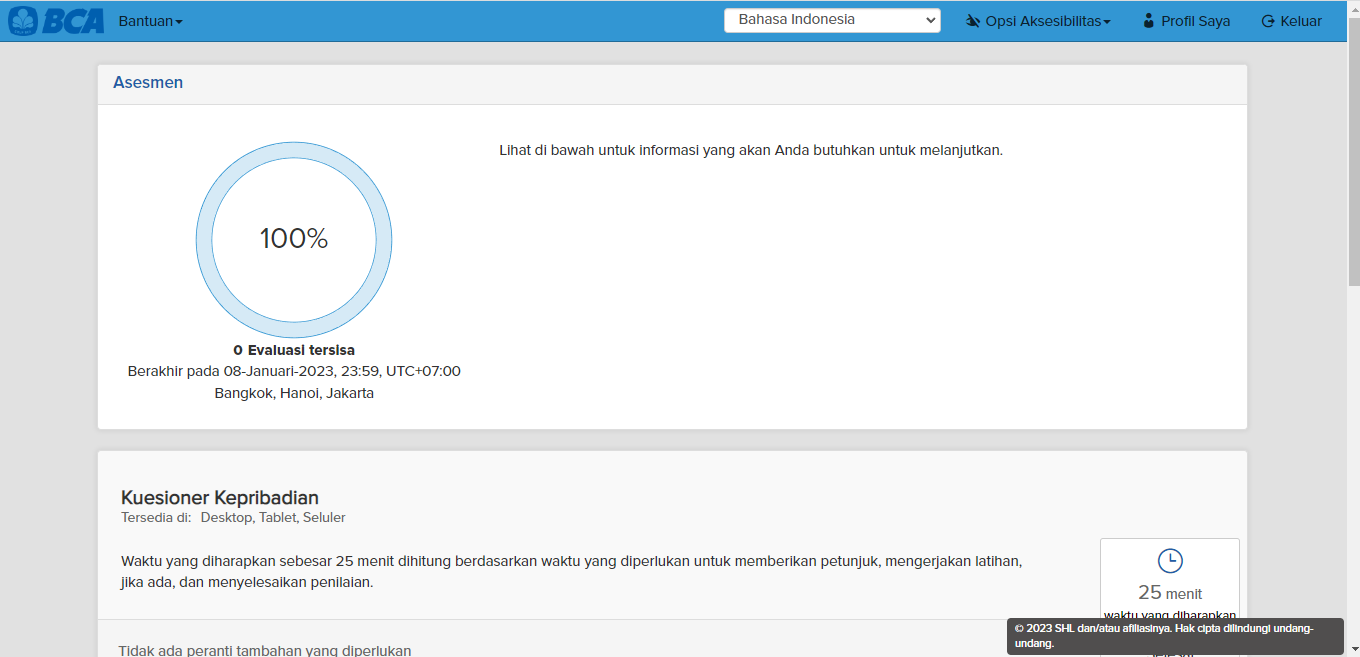 BCA Bantuan Bahasa Indonesia Opsi Aksesibilitas Profil Saya Keluar
Asesmen
Lihat di bawah untuk informasi yang akan Anda butuhkan untuk melanjutkan.
100%
0 Evaluasi tersisa
Berakhir pada 08-Januari-2023, 23:59, UTC+07:00
Bangkok, Hanoi, Jakarta
Kuesioner Kepribadian
Tersedia di: Desktop, Tablet, Seluler
Waktu yang diharapkan sebesar 25 menit dihitung berdasarkan waktu yang diperlukan untuk memberikan petunjuk, mengerjakan latihan,
jika ada, dan menyelesaikan penilaian.
25 menit
waktu yang diharapkan
Tidak ada peranti tambahan yang diperlukan
© 2023 SHL dan/atau afiliasinya. Hak cipta dilindungi undang-
undang.